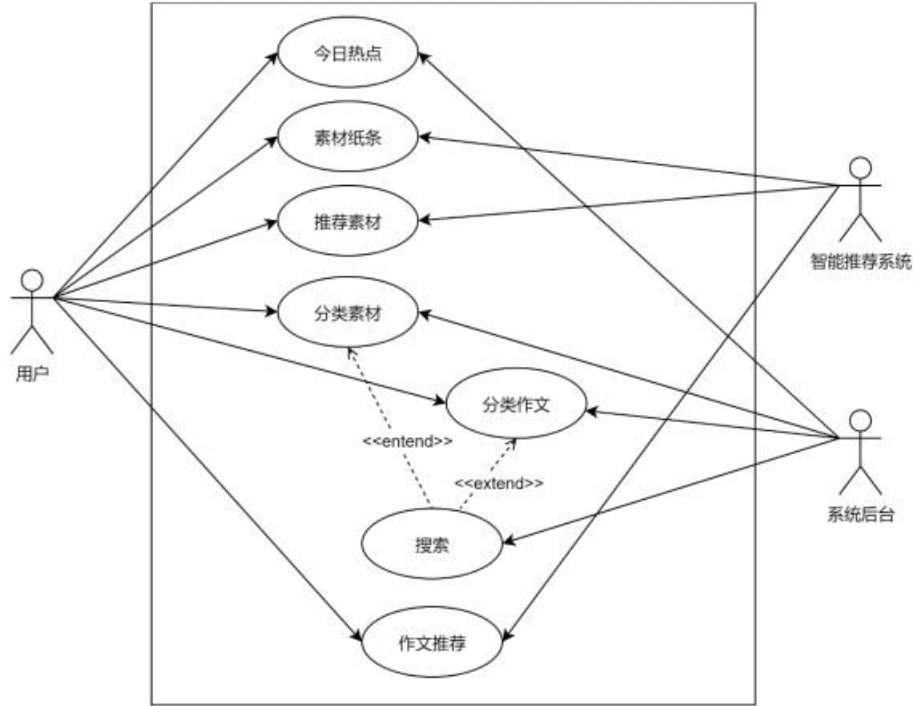 今日热点
素材纸条
推荐素材
智能推荐系统
分类素材
用户
分类作文
<<entend>>
<<extend>>
系统后台
搜索
作文推荐